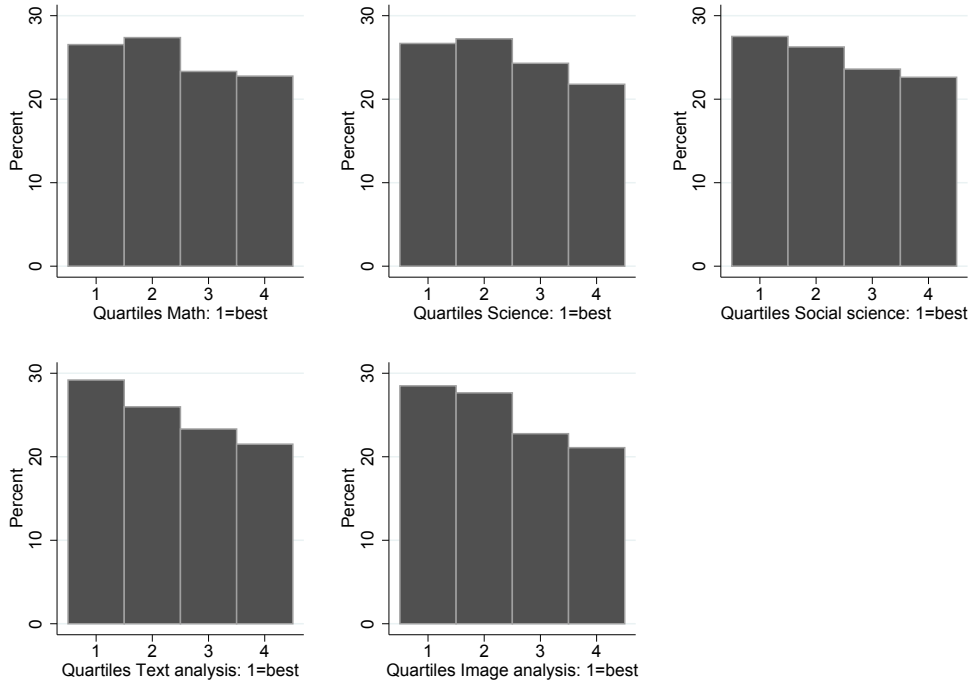 30
20
10
0
Percent
1 2 3 4
Quartiles Math: 1=best
30
20
10
0
Percent
1 2 3 4
Quartiles Science: 1=best
30
20
10
0
Percent
1 2 3 4
Quartiles Social science: 1=best
30
20
10
0
Percent
1 2 3 4
Quartiles Text analysis: 1=best
30
20
10
0
Percent
1 2 3 4
Quartiles Image analysis: 1=best